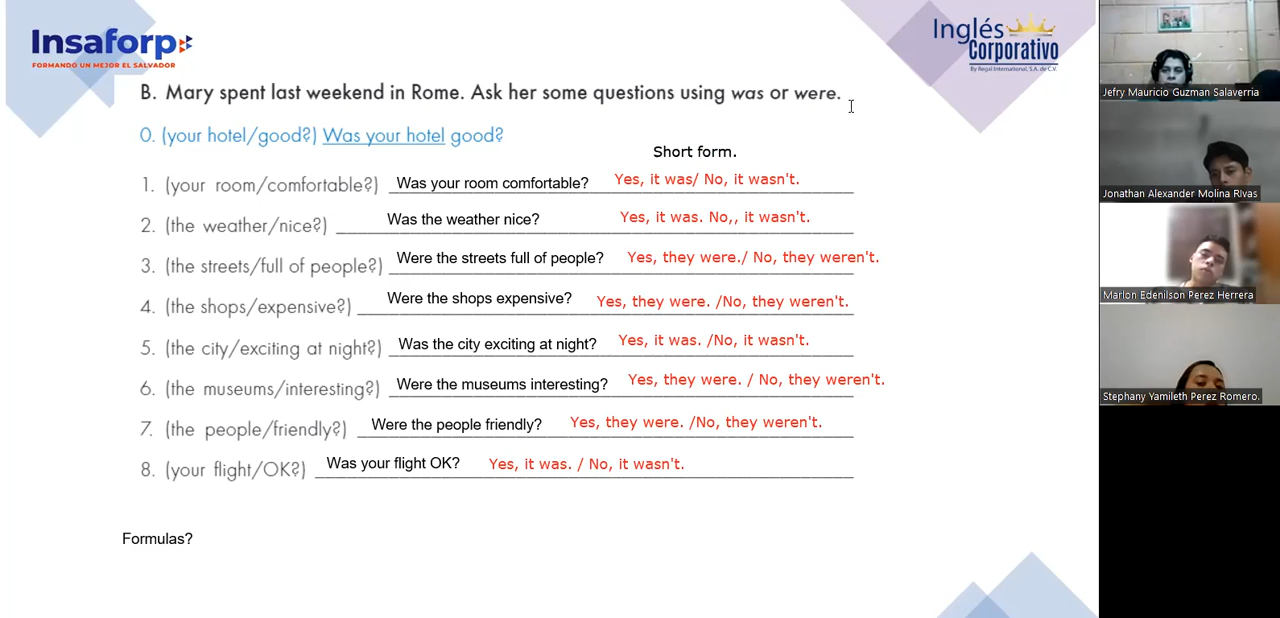 Insaforp
FORMANDO UN MEJOR EL SALVADOR
Inglés
Corporativo
By Regal International, S.A. de C.V.
B. Mary spent last weekend in Rome. Ask her some questions using was or were.
0. (your hotel/good?) Was your hotel good?
Short form.
1. (your room/comfortable?) Was your room comfortable? Yes, it was/ No, it wasn't.
2. (the weather/nice?) Was the weather nice? Yes, it was. No,, it wasn't.
3. (the streets/full of people?) Were the streets full of people? Yes, they were./ No, they weren't.
4. (the shops/expensive?) Were the shops expensive? Yes, they were. /No, they weren't.
5. (the city/exciting at night?) Was the city exciting at night? Yes, it was. /No, it wasn't.
6. (the museums/interesting?) Were the museums interesting? Yes, they were. / No, they weren't.
7. (the people/friendly?) Were the people friendly? Yes, they were. /No, they weren't.
8. (your flight/OK?) Was your flight OK? Yes, it was. / No, it wasn't.
Formulas?
Jefry Mauricio Guzman Salaverria
Jonathan Alexander Molina Rivas
Marlon Edenilson Perez Herrera
Stephany Yamileth Perez Romero.